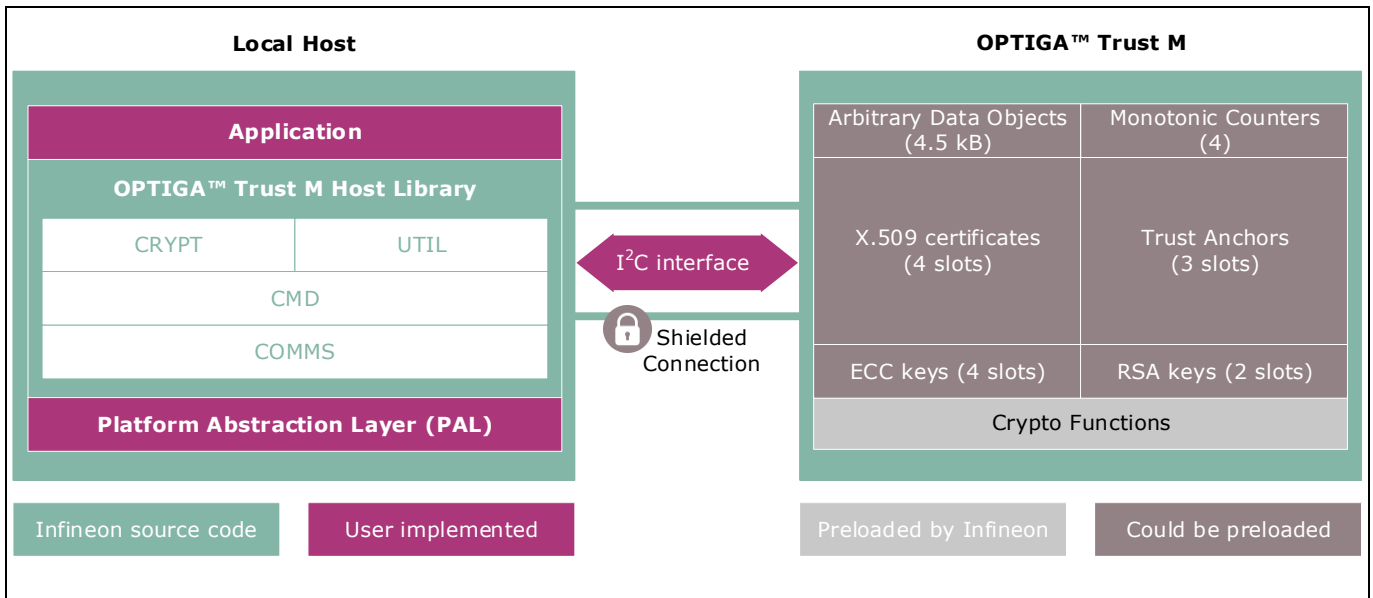 Local Host
OPTIGA™ Trust M
Application
OPTIGA™ Trust M Host Library
CRYPT
UTIL
CMD
COMMS
Platform Abstraction Layer (PAL)
I²C interface
Shielded
Connection
Arbitrary Data Objects
(4.5 kB)
Monotonic Counters
(4)
X.509 certificates
(4 slots)
Trust Anchors
(3 slots)
ECC keys (4 slots)
RSA keys (2 slots)
Crypto Functions
Infineon source code
User implemented
Preloaded by Infineon
Could be preloaded